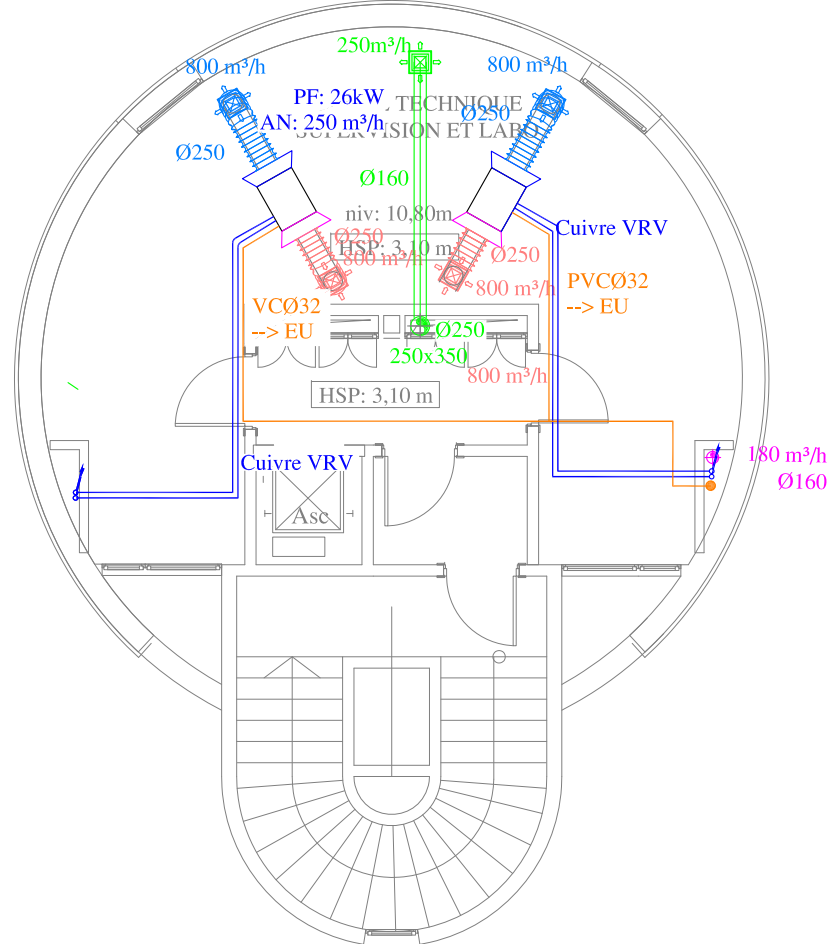 250m³/h
800 m³/h
800 m³/h
PF: 26kW
TECHNIQUE
Ø250
AN: 250 m³/h
SUPERVISION ET LABO
Ø250
Ø160
niv: 10,80m
Cuivre VRV
Ø250
HSP: 3,10 m
Ø250
800 m³/h
800 m³/h
PVCØ32
--> EU
VCØ32
--> EU
Ø250
250x350
800 m³/h
HSP: 3,10 m
Cuivre VRV
180 m³/h
Ø160
Asc